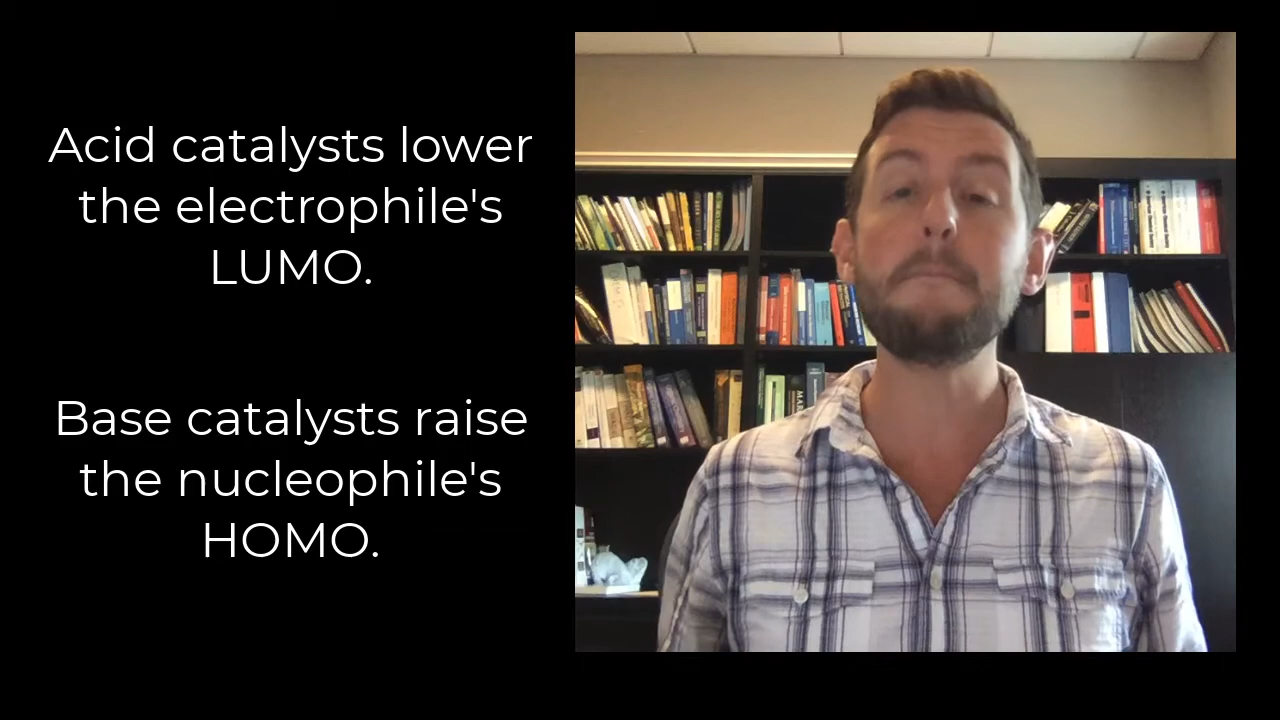 Acid catalysts lower
the electrophile's
LUMO.
Base catalysts raise
the nucleophile's
HOMO.